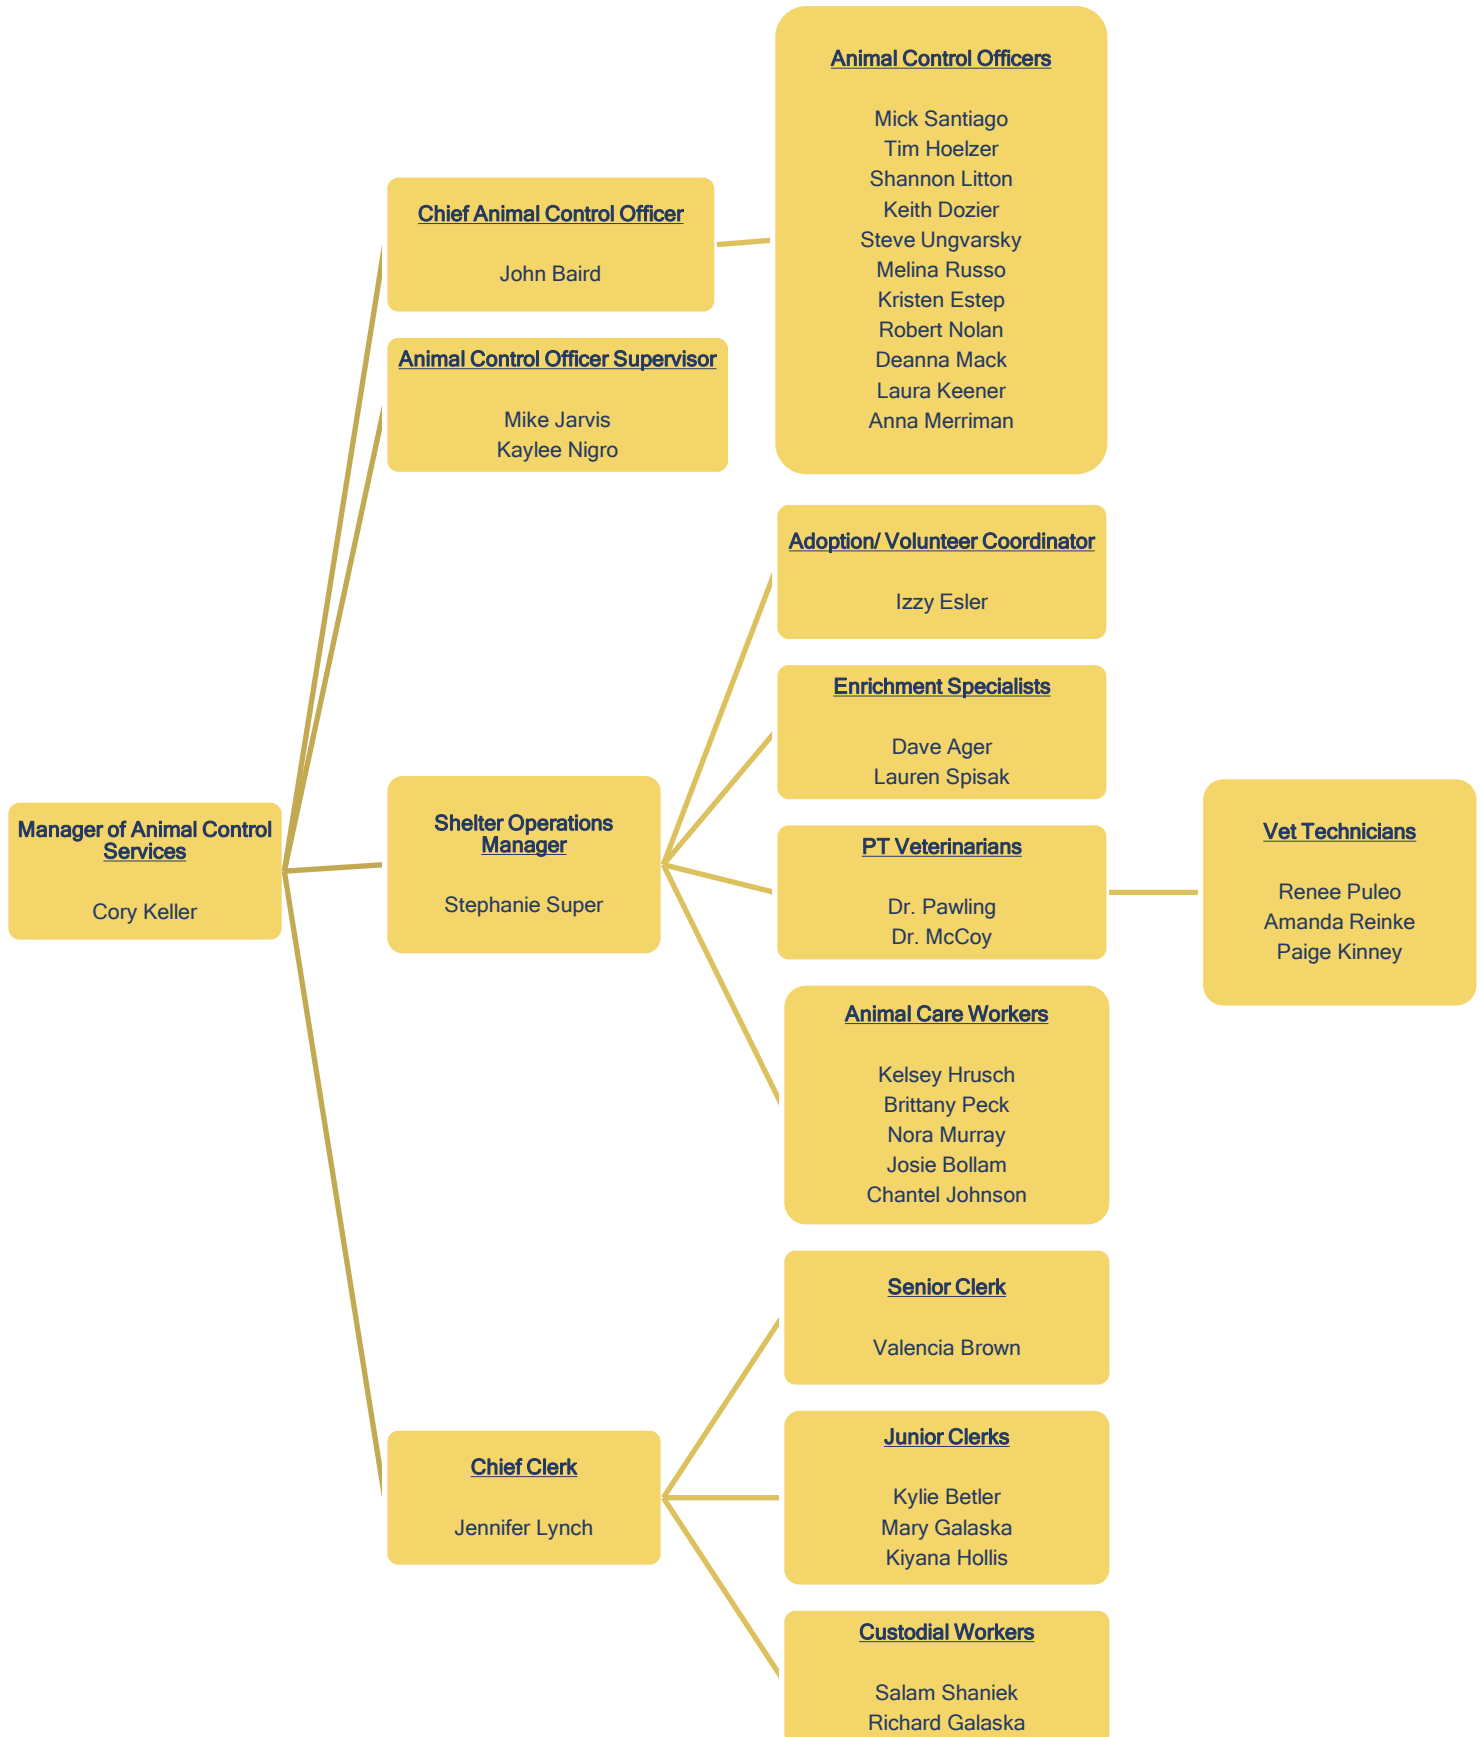 Animal Control Officers
Mick Santiago
Tim Hoelzer
Shannon Litton
Keith Dozier
Steve Ungvarsky
Melina Russo
Kristen Estep
Robert Nolan
Deanna Mack
Laura Keener
Anna Merriman
Chief Animal Control Officer
John Baird
Animal Control Officer Supervisor
Mike Jarvis
Kaylee Nigro
Adoption/ Volunteer Coordinator
Izzy Esler
Enrichment Specialists
Dave Ager
Lauren Spisak
Manager of Animal Control
Services
Cory Keller
Shelter Operations
Manager
Stephanie Super
PT Veterinarians
Dr. Pawling
Dr. McCoy
Vet Technicians
Renee Puleo
Amanda Reinke
Paige Kinney
Animal Care Workers
Kelsey Hrusch
Brittany Peck
Nora Murray
Josie Bollam
Chantel Johnson
Senior Clerk
Valencia Brown
Chief Clerk
Jennifer Lynch
Junior Clerks
Kylie Betler
Mary Galaska
Kiyana Hollis
Custodial Workers
Salam Shaniek
Richard Galaska